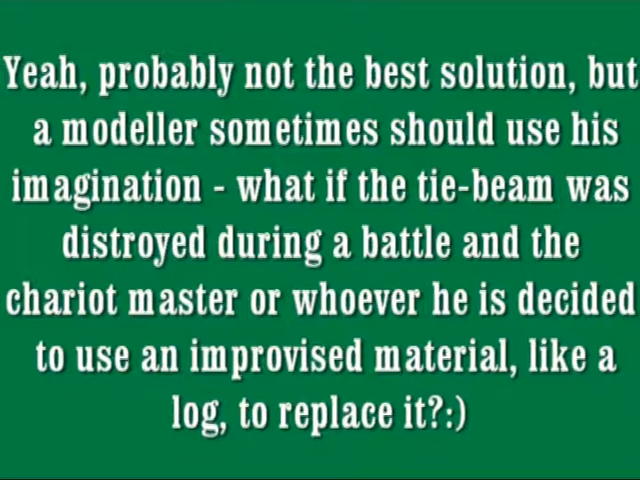 Yeah, probably not the best solution, but
a modeller sometimes should use his
imagination - what if the tie-beam was
distroyed during a battle and the
chariot master or whoever he is decided
to use an improvised material, like a
log, to replace it?:)